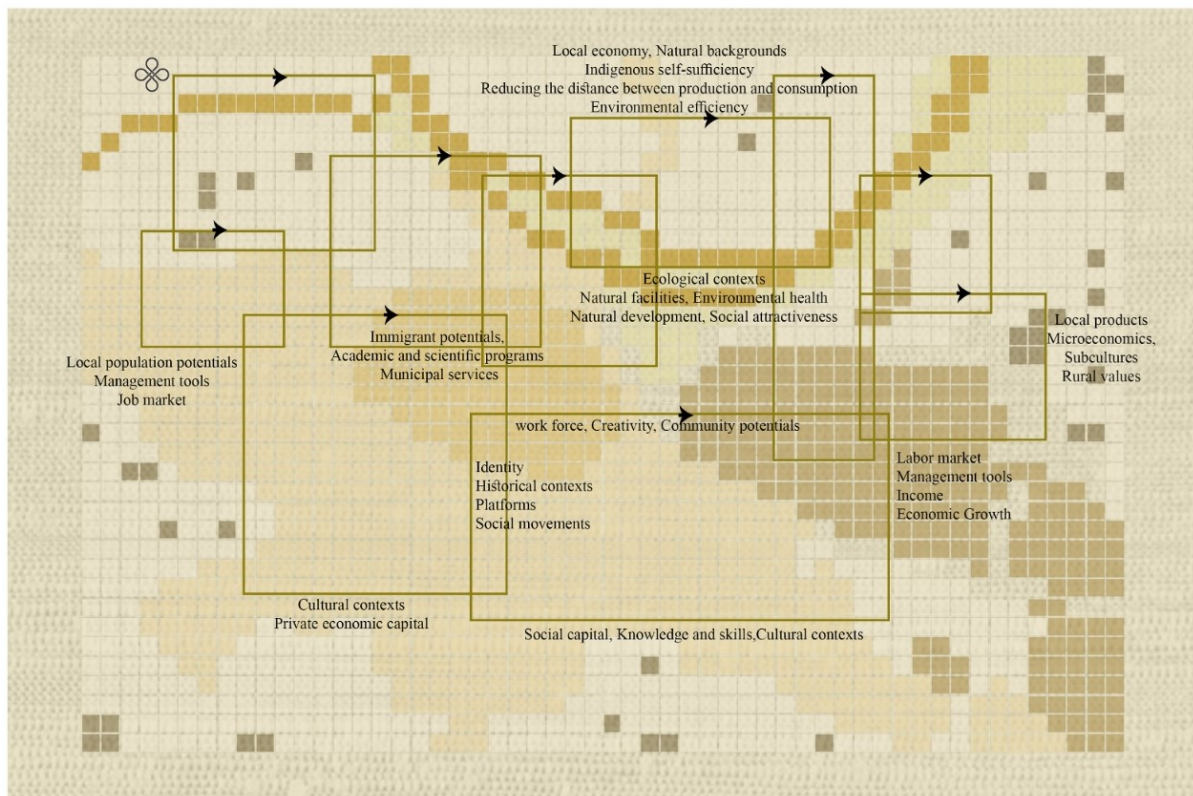 Local economy, Natural backgrounds
Indigenous self-sufficiency
Reducing the distance between production and consumption
Environmental efficiency
Ecological contexts
Natural facilities, Environmental health
Natural development, Social attractiveness
Immigrant potentials,
Academic and scientific programs
Municipal services
Local products
Microeconomics,
Subcultures
Rural values
Local population potentials
Management tools
Job market
work force, Creativity, Community potentials
Identity
Historical contexts
Platforms
Social movements
Labor market
Management tools
Income
Economic Growth
Cultural contexts
Private economic capital
Social capital, Knowledge and skills,Cultural contexts